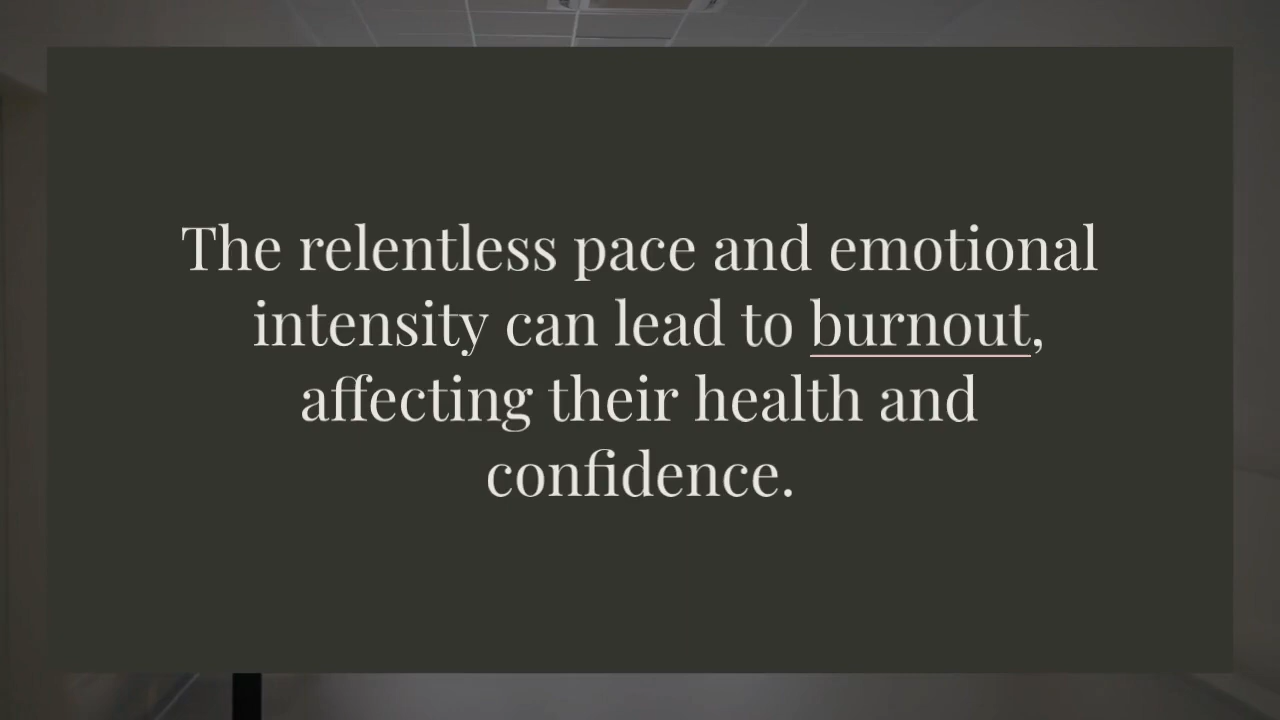 The relentless pace and emotional
intensity can lead to burnout,
affecting their health and
confidence.